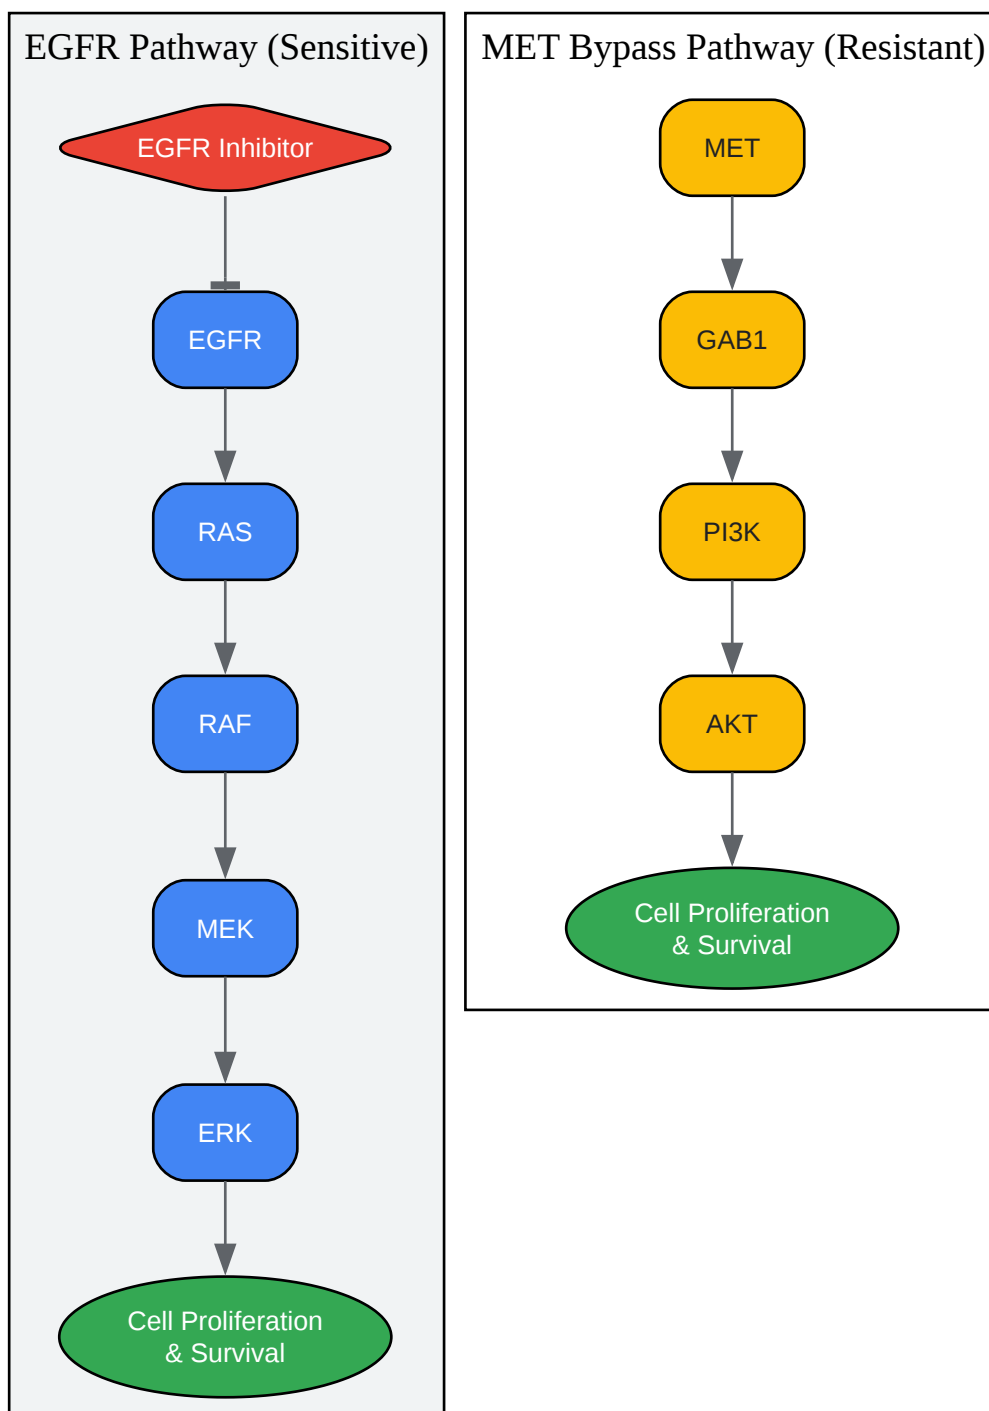 EGFR Pathway (Sensitive)
EGFR Inhibitor
EGFR
RAS
RAF
MEK
ERK
Cell Proliferation
& Survival
MET Bypass Pathway (Resistant)
MET
GAB1
PI3K
AKT
Cell Proliferation
& Survival